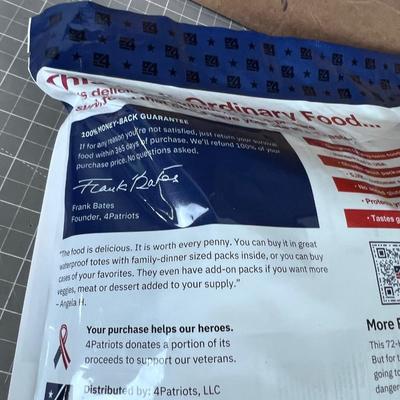 Ordinary Food...
100% MONEY-BACK GUARANTEE
If for any reason you're not satisfied, just return your survival
food within 365 days of purchase. We'll refund 100% of your
purchase price. No questions asked.
Frank Bates
Frank Bates
Founder, 4Patriots
"The food is delicious. It is worth every penny. You can buy it in great
waterproof totes with family-dinner sized packs inside, or you can buy
cases of your favorites. They even have add-on packs if you want more
veggies, meat or dessert added to your supply."
– Angela H.
Your purchase helps our heroes.
4Patriots donates a portion of its
proceeds to support our veterans.
Distributed by: 4Patriots, LLC
• Tastes
More
This 72-
But for
going to
danger